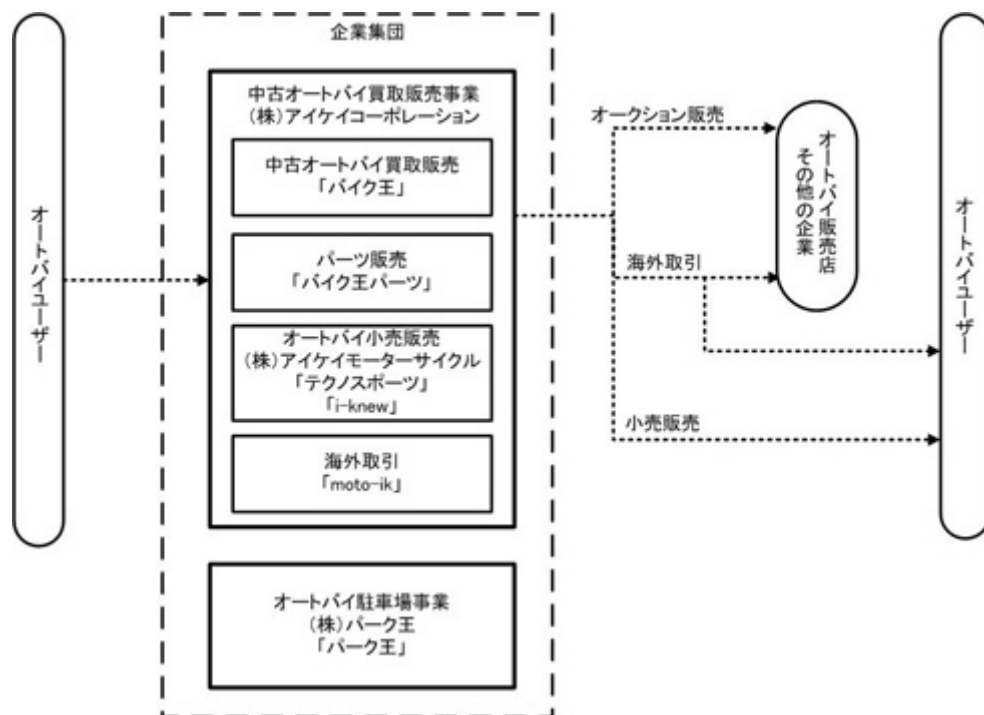 企業集団
オートバイユーザー
中古オートバイ買取販売事業
(株)アイケイコーポレーション
中古オートバイ買取販売
「バイク王」
パーツ販売
「バイク王パーツ」
オートバイ小売販売
(株)アイケイモーターサイクル
「テクノスポーツ」
「i-knew」
海外取引
「moto-ik」
オートバイ駐車場事業
(株)パーク王
「パーク王」
オークション販売
海外取引
小売販売
オートバイ販売店
その他の企業
オートバイユーザー